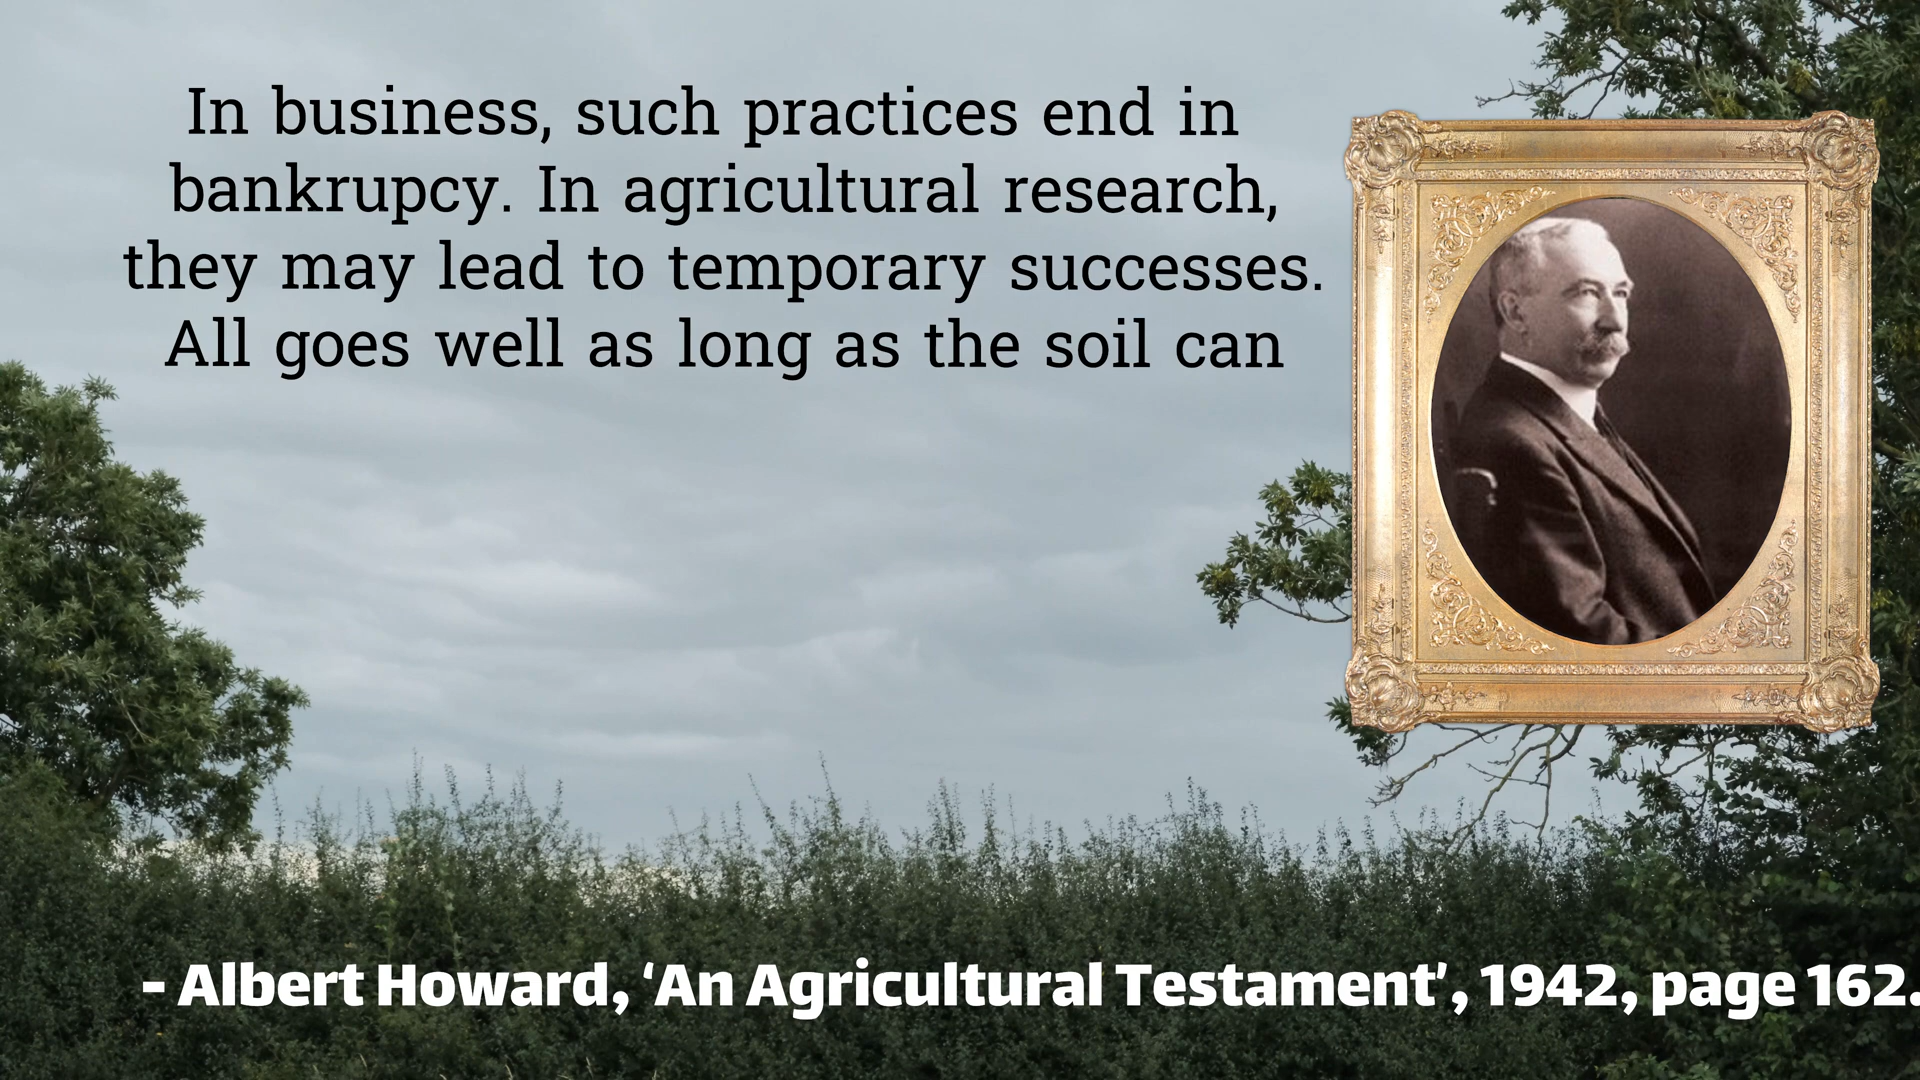 In business, such practices end in
bankrupcy. In agricultural research,
they may lead to temporary successes.
All goes well as long as the soil can
- Albert Howard, ‘An Agricultural Testament’, 1942, page 162.